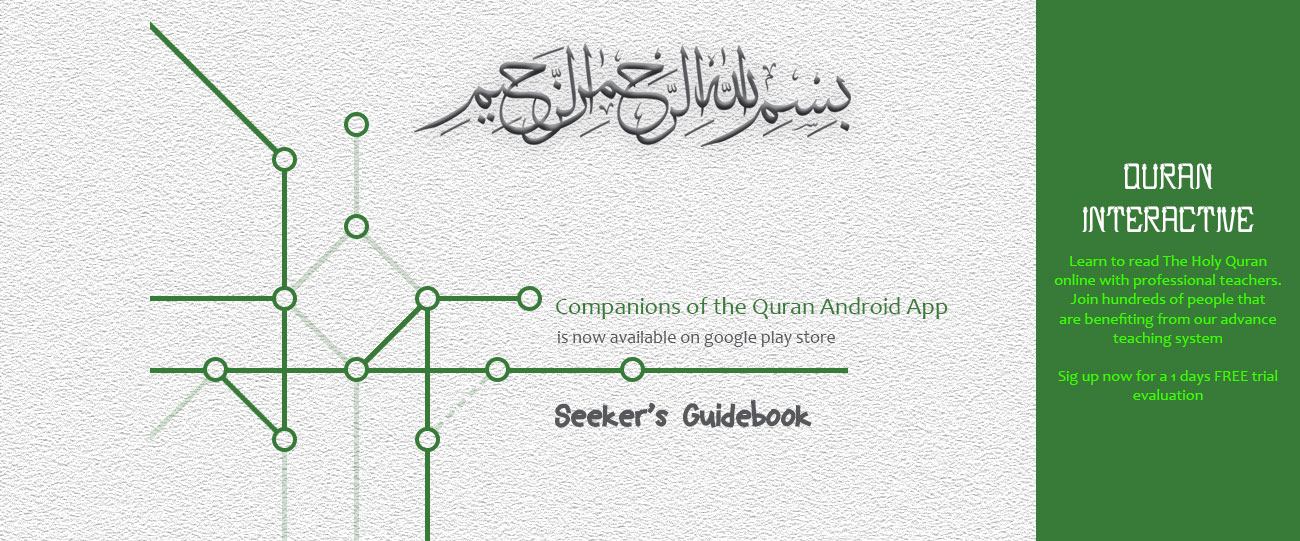 بسم الله الرحمن الرحيم
Companions of the Quran Android App
is now available on google play store
Seeker's Guidebook
QURAN
INTERACTIVE
Learn to read The Holy Quran
online with professional teachers.
Join hundreds of people that
are benefiting from our advance
teaching system
Sig up now for a 1 days FREE trial
evaluation